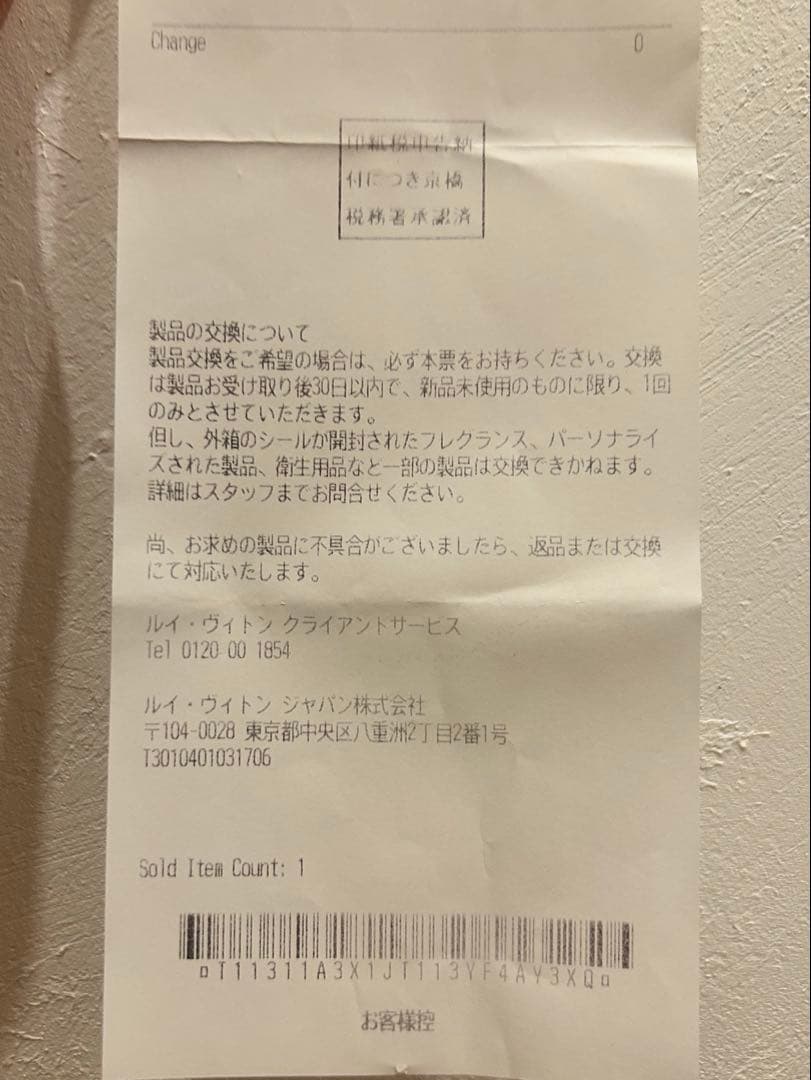 Change 0
印紙税申告納
付につき京橋
税務署承認済
製品の交換について
製品交換をご希望の場合は、必ず本票をお持ちください。交換
は製品お受け取り後30日以内で、新品未使用のものに限り、1回
のみとさせていただきます。
但し、外箱のシールが開封されたフレグランス、パーソナライ
ズされた製品、衛生用品など一部の製品は交換できかねます。
詳細はスタッフまでお問合せください。
尚、お求めの製品に不具合がございましたら、返品または交換
にて対応いたします。
ルイ・ヴィトン クライアントサービス
Tel 0120 00 1854
ルイ・ヴィトン ジャパン株式会社
〒104-0028 東京都中央区八重洲2丁目2番1号
T3010401031706
Sold Item Count: 1
¤T11311A3X1JT113YF4AY3XQ¤
お客様控